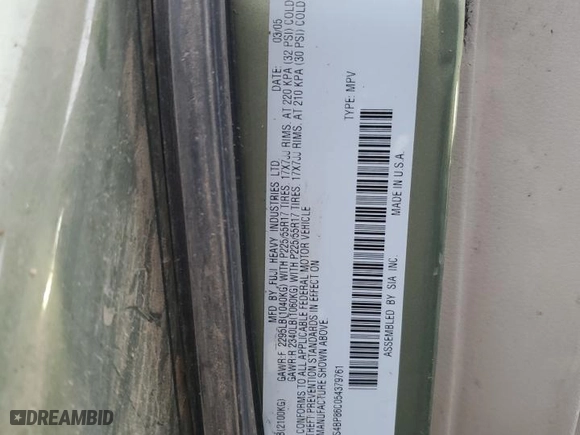 MFD BY FUJI HEAVY INDUSTRIES LTD. DATE: 03/05
GAWR:F 2295LB(1040KG) WITH P225/55R17 TIRES, 17X7JJ RIMS, AT 220 KPA (32 PSI) COLD
B(2100KG) GAWR:R 2340LB(1060KG) WITH P225/55R17 TIRES, 17X7JJ RIMS, AT 210 KPA (30 PSI) COLD
CONFORMS TO ALL APPLICABLE FEDERAL MOTOR VEHICLE
THEFT PREVENTION STANDARDS IN EFFECT ON
MANUFACTURE SHOWN ABOVE.
S4BP86C054379761 TYPE: MPV
ASSEMBLED BY SIA INC. MADE IN U.S.A.
DREAMBID